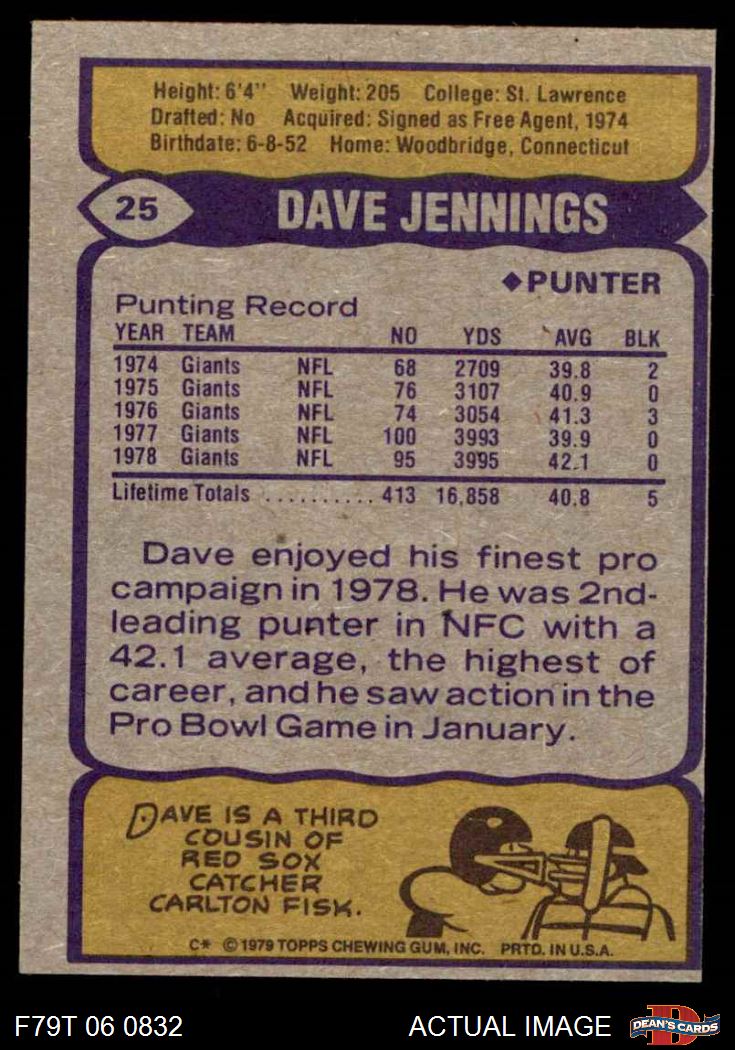 Height: 6'4" Weight: 205 College: St. Lawrence
Drafted: No Acquired: Signed as Free Agent, 1974
Birthdate: 6-8-52 Home: Woodbridge, Connecticut
25 DAVE JENNINGS
◆PUNTER
Punting Record
YEAR TEAM NO YDS AVG BLK
1974 Giants NFL 68 2709 39.8 2
1975 Giants NFL 76 3107 40.9 0
1976 Giants NFL 74 3054 41.3 3
1977 Giants NFL 100 3993 39.9 0
1978 Giants NFL 95 3995 42.1 0
Lifetime Totals .......... 413 16,858 40.8 5
Dave enjoyed his finest pro
campaign in 1978. He was 2nd-
leading punter in NFC with a
42.1 average, the highest of
career, and he saw action in the
Pro Bowl Game in January.
DAVE IS A THIRD
COUSIN OF
RED SOX
CATCHER
CARLTON FISK.
C* © 1979 TOPPS CHEWING GUM, INC. PRTD. IN U.S.A.
F79T 06 0832 ACTUAL IMAGE DEAN'S CARDS